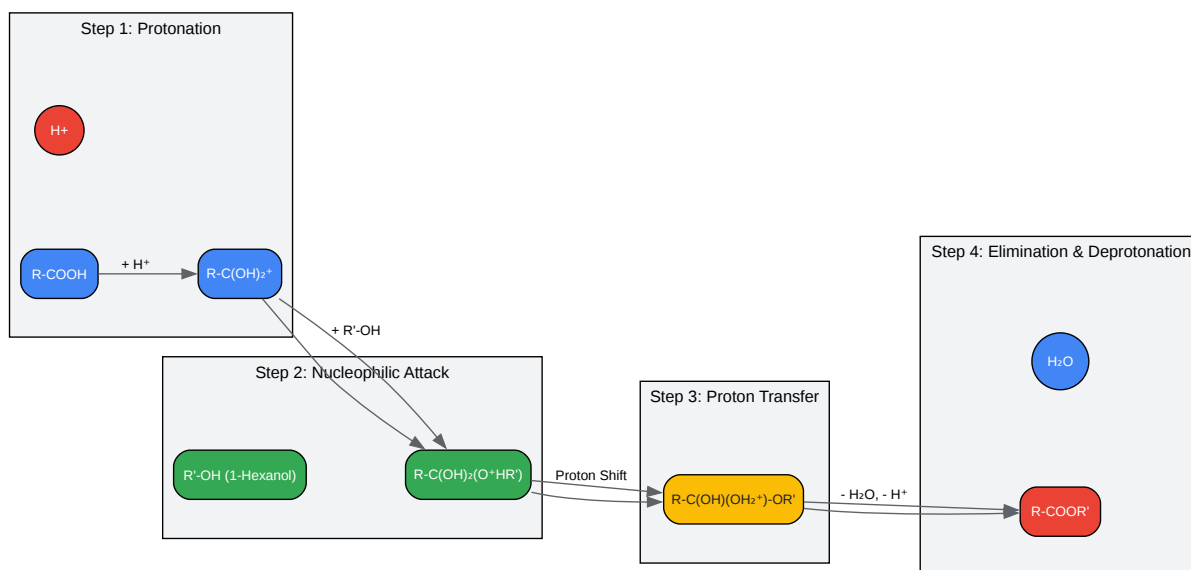 Step 1: Protonation
H+
R-COOH
+ H⁺
R-C(OH)₂⁺
+ R'-OH
Step 2: Nucleophilic Attack
R'-OH (1-Hexanol)
R-C(OH)₂(O⁺HR')
Proton Shift
Step 3: Proton Transfer
R-C(OH)(OH₂⁺)-OR'
- H₂O, - H⁺
Step 4: Elimination & Deprotonation
H₂O
R-COOR'